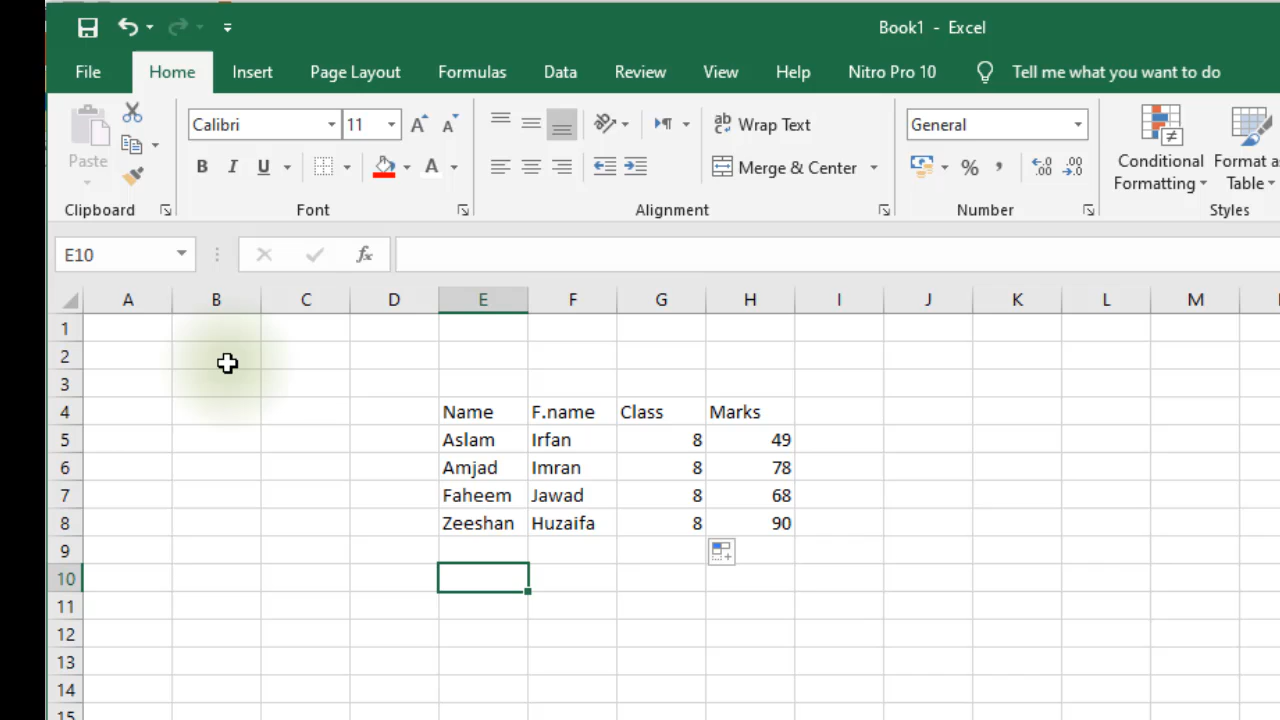 Book1 - Excel
File Home Insert Page Layout Formulas Data Review View Help Nitro Pro 10 Tell me what you want to do
Calibri 11 Wrap Text General
Paste B I U A Merge & Center % , Conditional Formatting Format as Table
Clipboard Font Alignment Number Styles
E10 fx
A B C D E F G H I J K L M
1
2
3
4 Name F.name Class Marks
5 Aslam Irfan 8 49
6 Amjad Imran 8 78
7 Faheem Jawad 8 68
8 Zeeshan Huzaifa 8 90
9
10
11
12
13
14
15